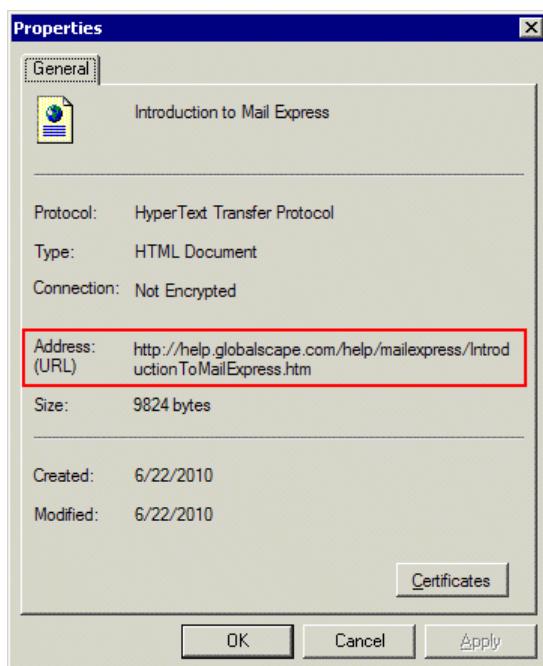 Properties
General
Introduction to Mail Express
Protocol: HyperText Transfer Protocol
Type: HTML Document
Connection: Not Encrypted
Address: http://help.globalscape.com/help/mailexpress/Introd
(URL) uctionToMailExpress.htm
Size: 9824 bytes
Created: 6/22/2010
Modified: 6/22/2010
Certificates
OK Cancel Apply